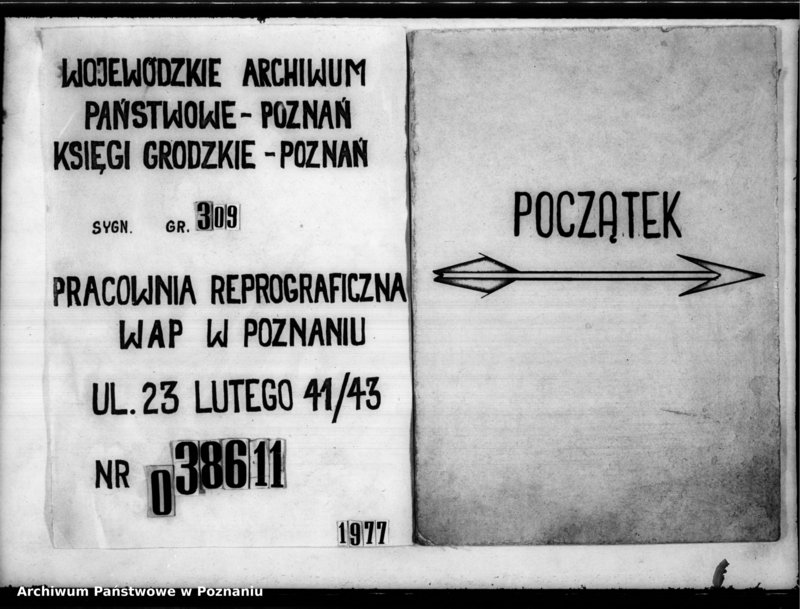 WOJEWÓDZKIE ARCHIWUM
PAŃSTWOWE - POZNAŃ
KSIĘGI GRODZKIE - POZNAŃ
SYGN. GR. 309
PRACOWNIA REPROGRAFICZNA
WAP W POZNANIU
UL. 23 LUTEGO 41/43
NR 038611
1977
POCZĄTEK
Archiwum Państwowe w Poznaniu